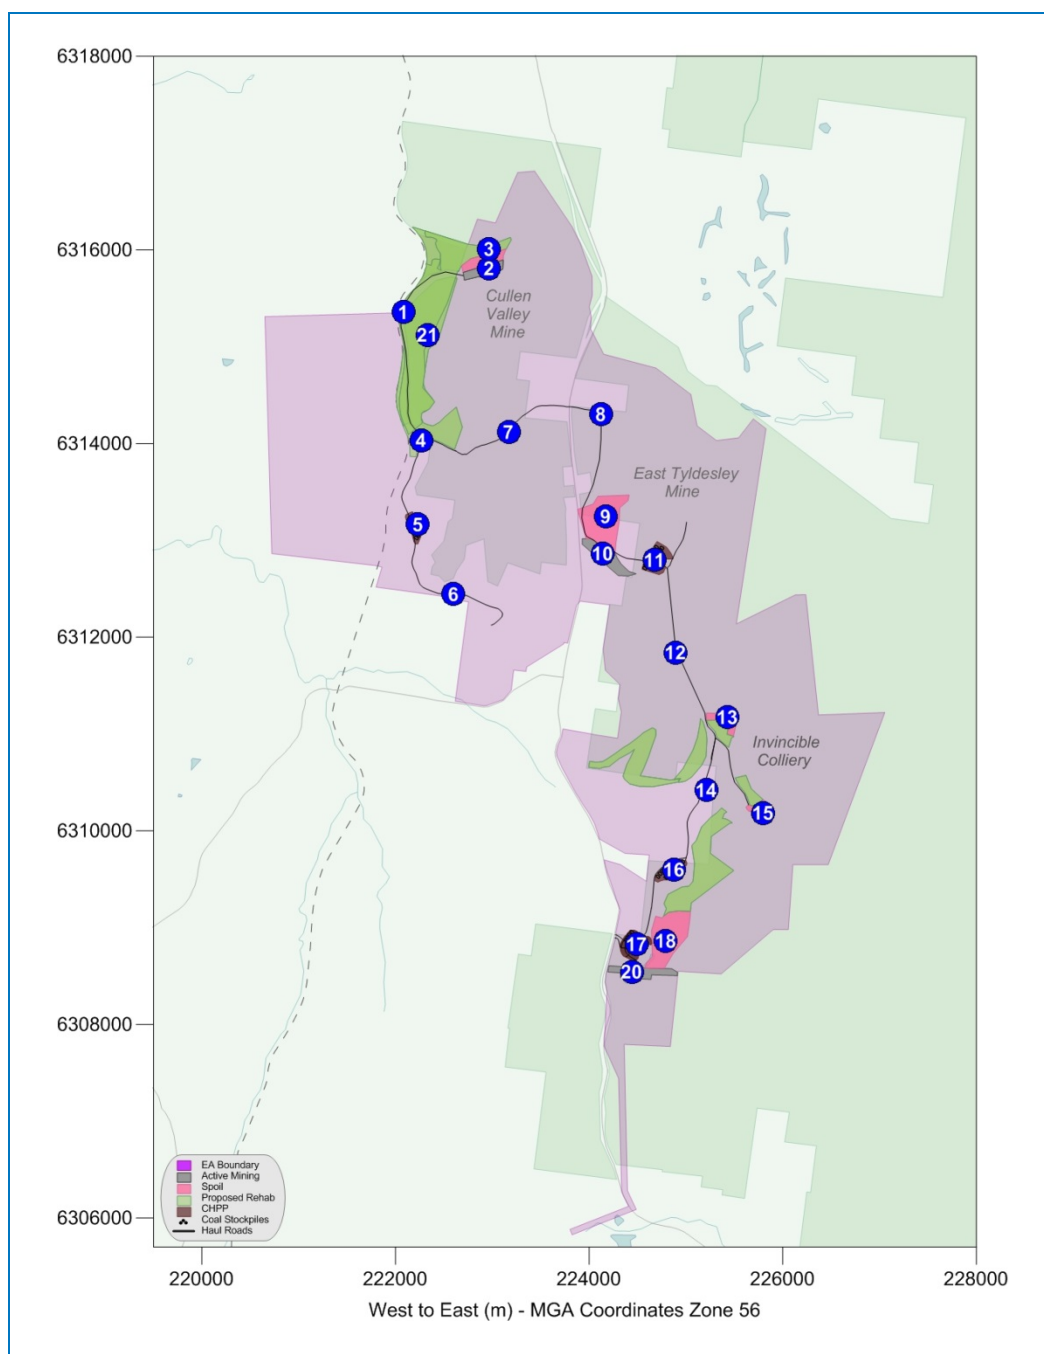 6318000
6316000
3
2
Cullen
Valley
Mine
1
21
6314000
4
7
8
East Tyldesley
Mine
9
5
10
11
6
6312000
12
13
Invincible
Colliery
14
15
6310000
16
17
18
20
6308000
EA Boundary
Active Mining
Spoil
Proposed Rehab
CHPP
Coal Stockpiles
Haul Roads
6306000
220000 222000 224000 226000 228000
West to East (m) - MGA Coordinates Zone 56